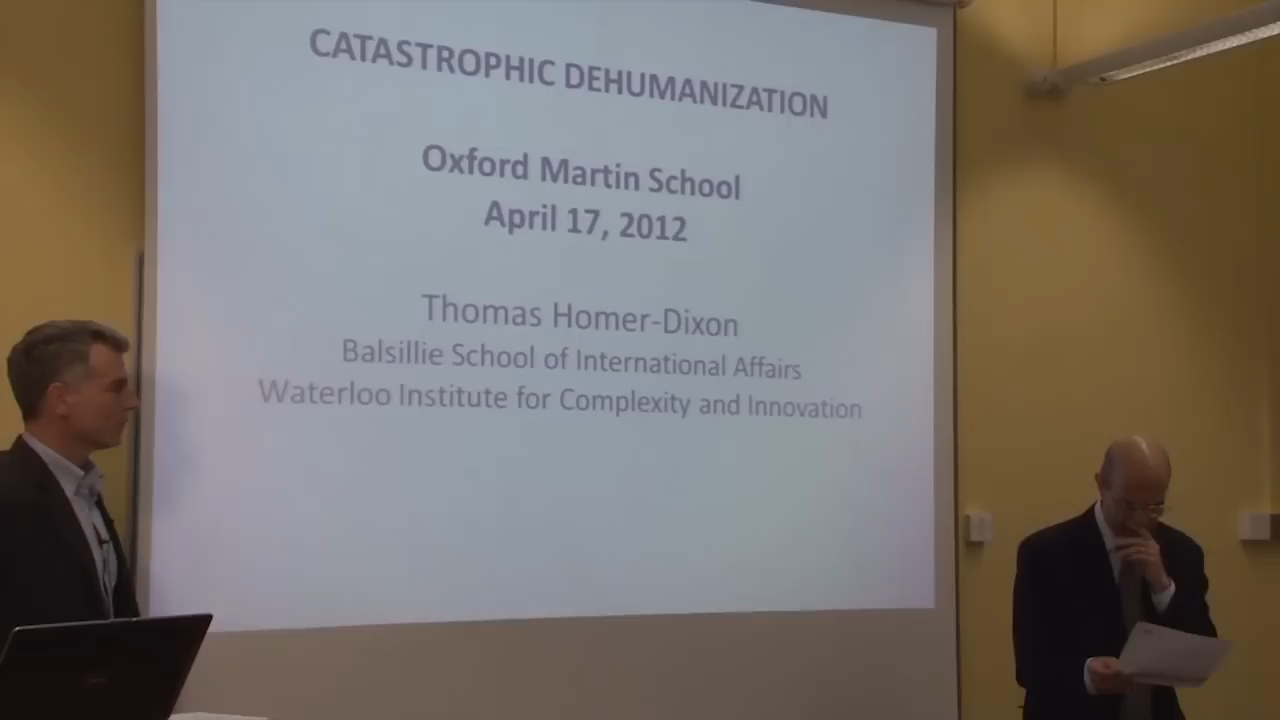 CATASTROPHIC DEHUMANIZATION
Oxford Martin School
April 17, 2012
Thomas Homer-Dixon
Balsillie School of International Affairs
Waterloo Institute for Complexity and Innovation